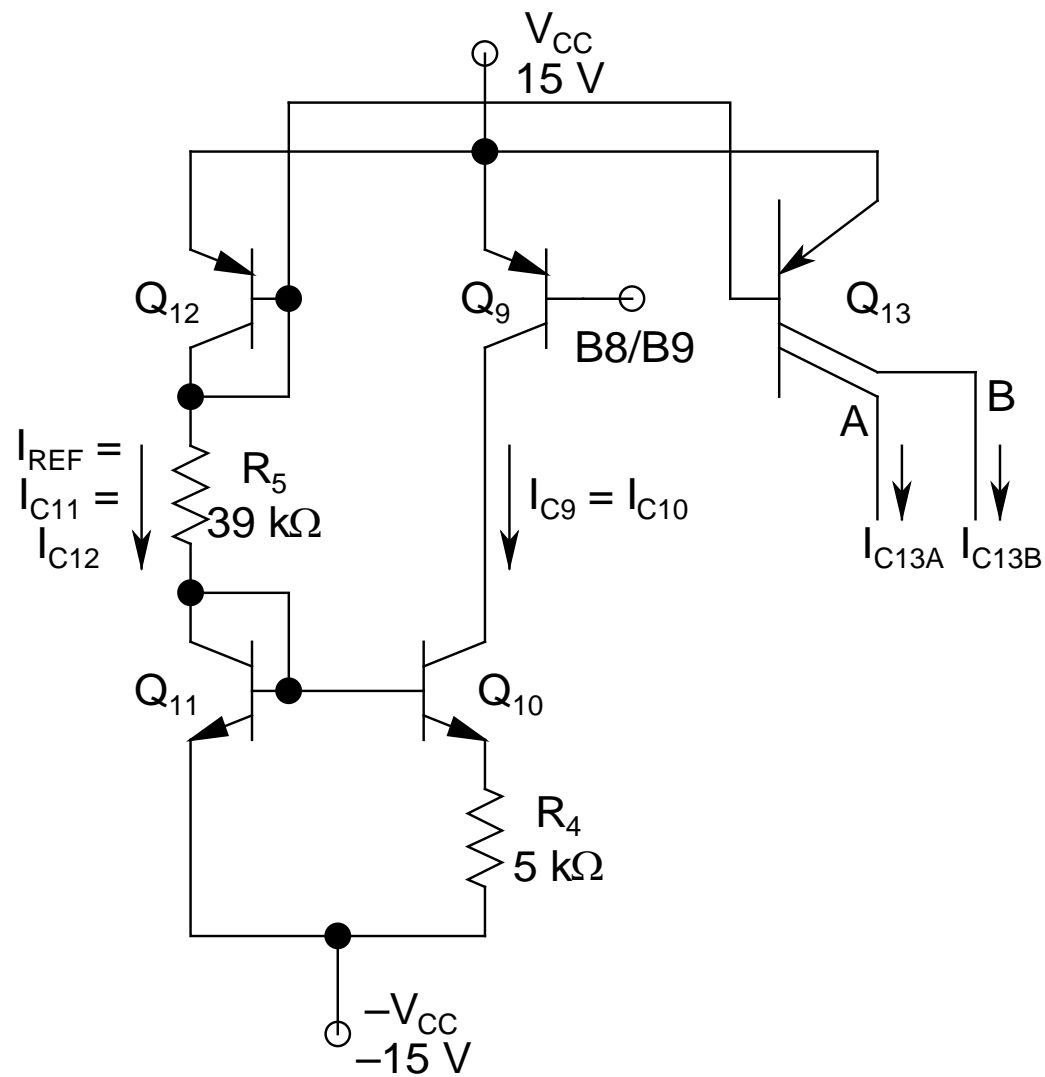 V_CC
15 V
Q_12
Q_9
Q_13
B8/B9
A
B
I_REF =
I_C11 =
I_C12
R_5
39 kΩ
I_C9 = I_C10
I_C13A
I_C13B
Q_11
Q_10
R_4
5 kΩ
–V_CC
–15 V